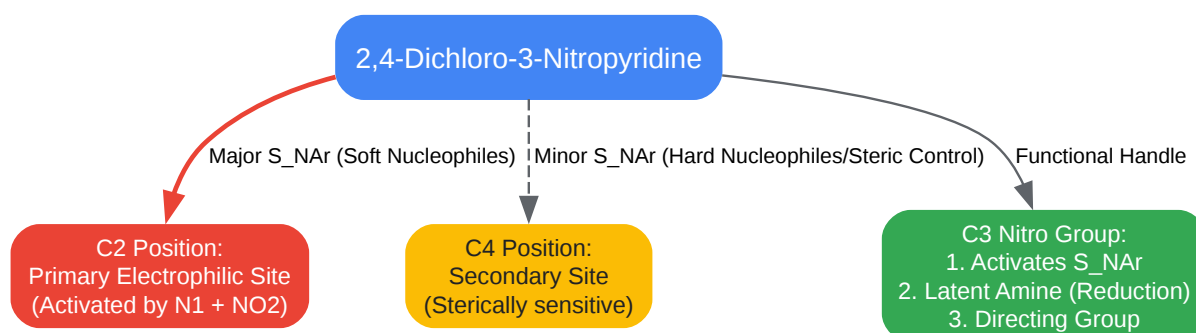 2,4-Dichloro-3-Nitropyridine
Major S_NAr (Soft Nucleophiles)
Minor S_NAr (Hard Nucleophiles/Steric Control)
Functional Handle
C2 Position:
Primary Electrophilic Site
(Activated by N1 + NO2)
C4 Position:
Secondary Site
(Sterically sensitive)
C3 Nitro Group:
1. Activates S_NAr
2. Latent Amine (Reduction)
3. Directing Group